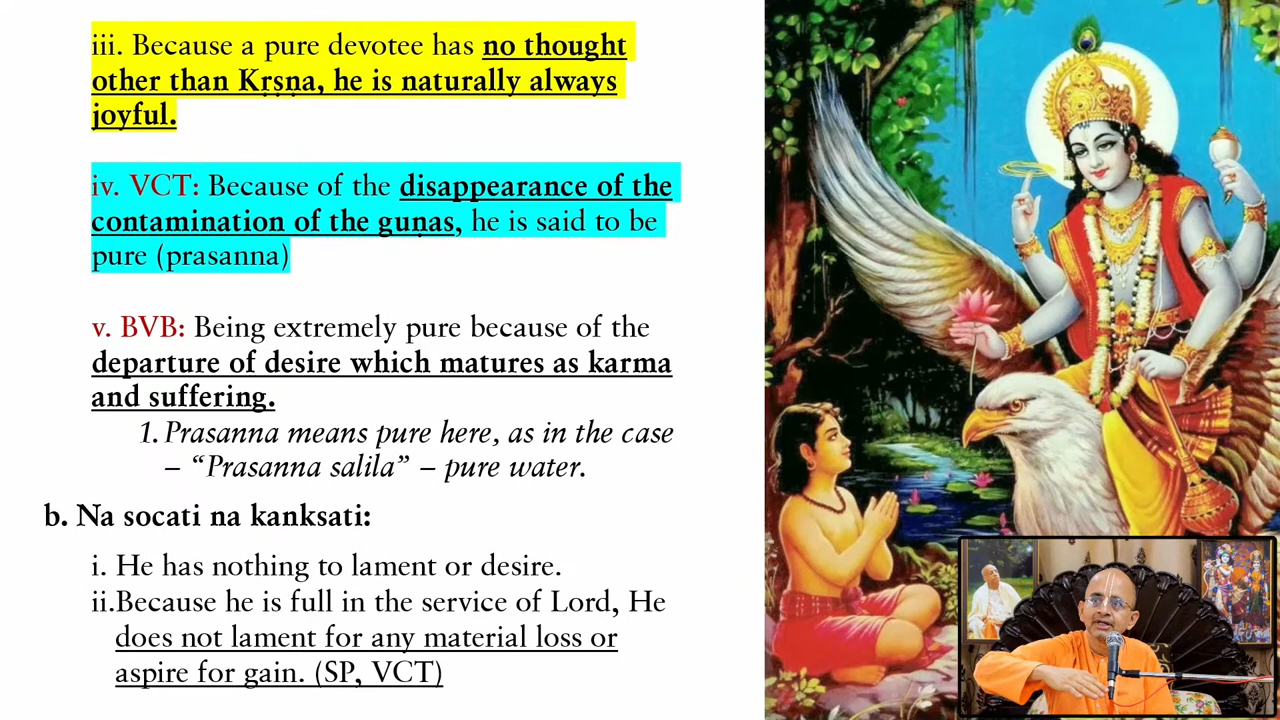 iii. Because a pure devotee has no thought
other than Kṛṣṇa, he is naturally always
joyful.
iv. VCT: Because of the disappearance of the
contamination of the guṇas, he is said to be
pure (prasanna)
v. BVB: Being extremely pure because of the
departure of desire which matures as karma
and suffering.
1. Prasanna means pure here, as in the case
– “Prasanna salila” – pure water.
b. Na socati na kanksati:
i. He has nothing to lament or desire.
ii.Because he is full in the service of Lord, He
does not lament for any material loss or
aspire for gain. (SP, VCT)